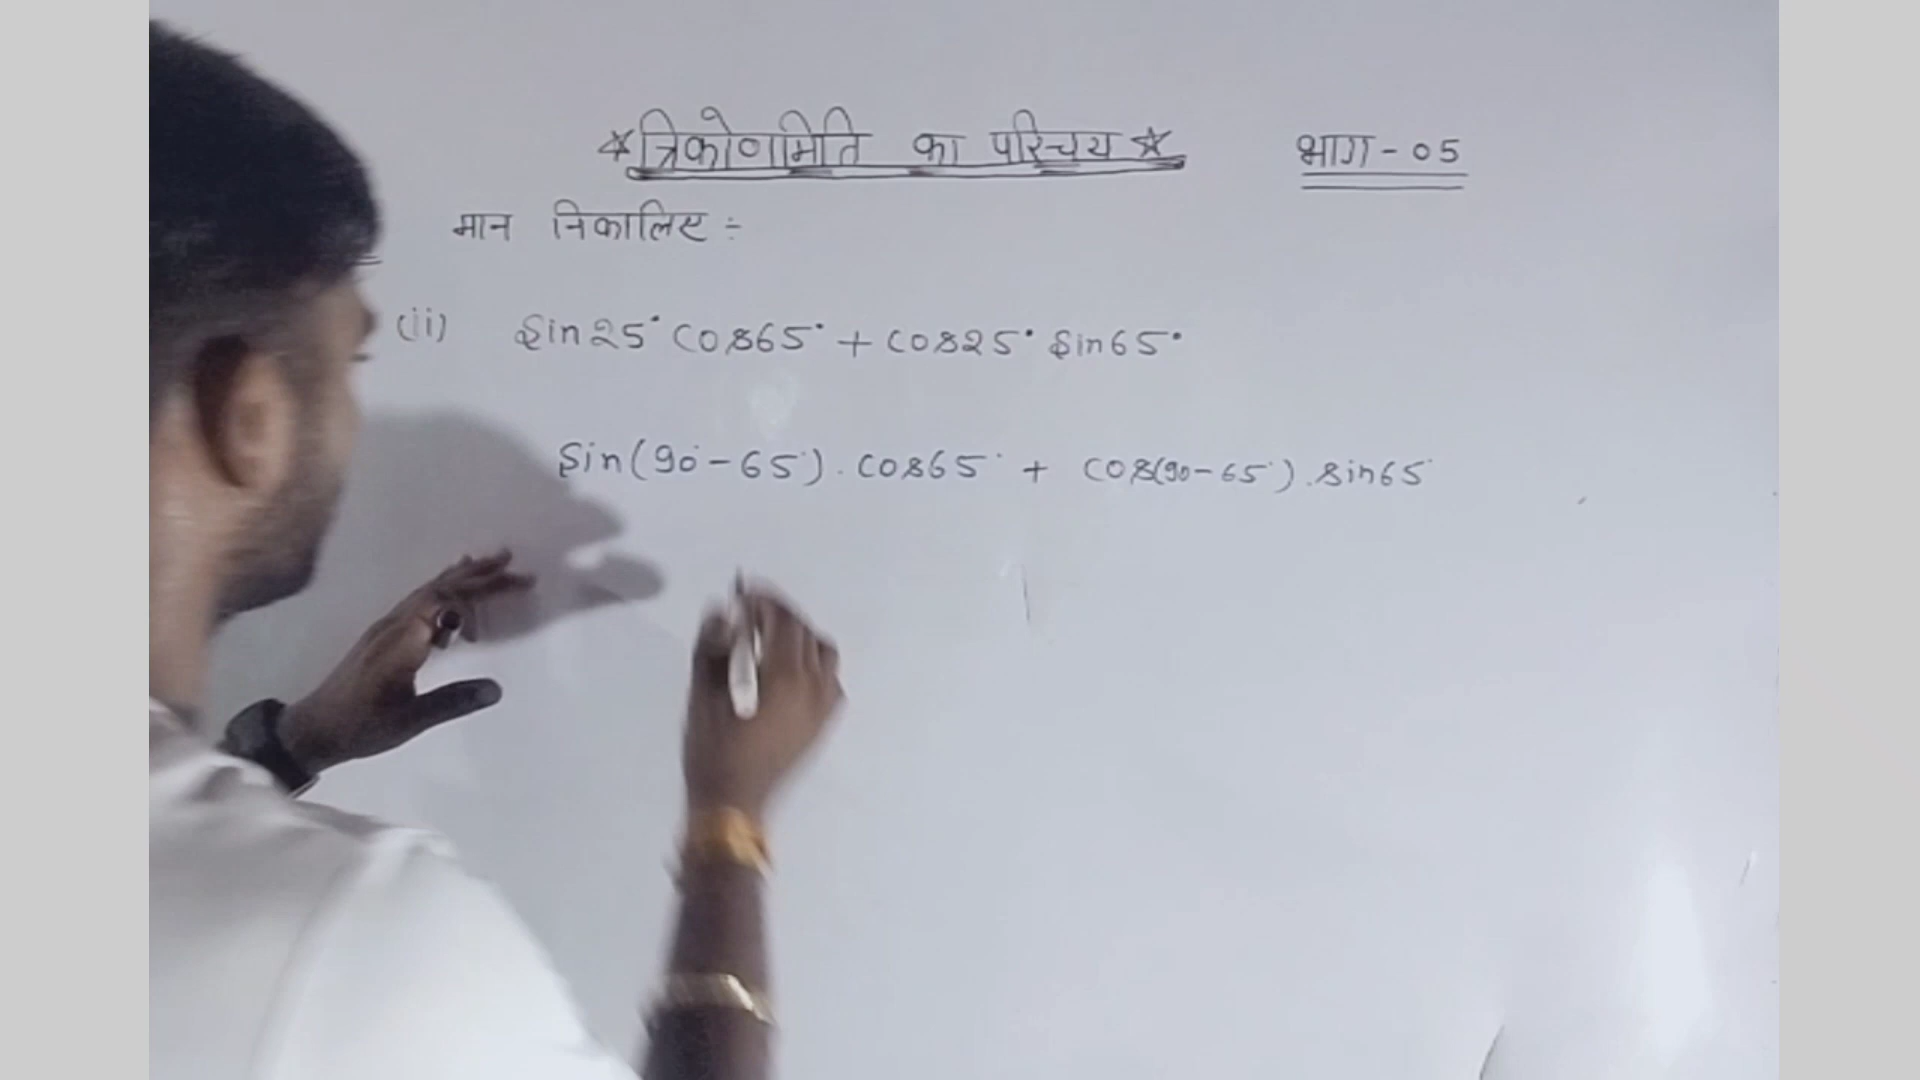 ☆त्रिकोणमिति का परिचय☆ भाग-05
मान निकालिए ÷
(ii) Sin25° Cos65° + Cos25° Sin65°
Sin(90°-65°).Cos65° + Cos(90-65°).Sin65°